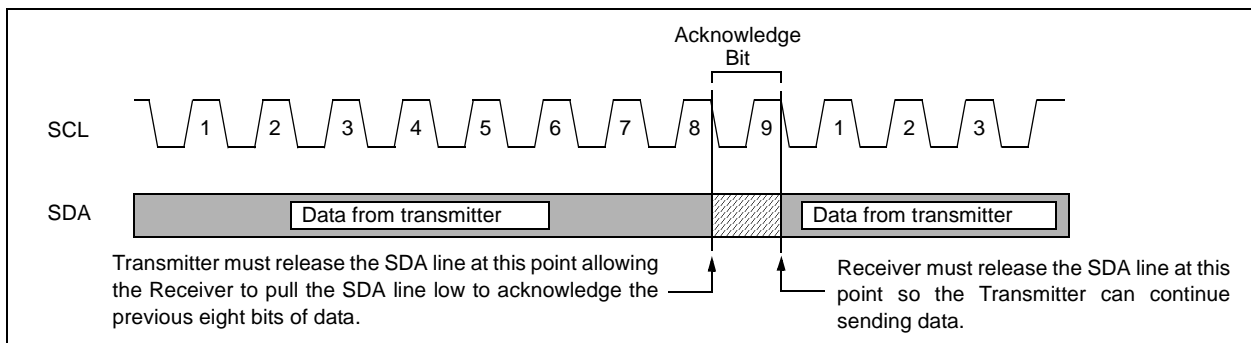 Acknowledge
Bit
SCL
1 2 3 4 5 6 7 8 9 1 2 3
SDA
Data from transmitter
Data from transmitter
Transmitter must release the SDA line at this point allowing
the Receiver to pull the SDA line low to acknowledge the
previous eight bits of data.
Receiver must release the SDA line at this
point so the Transmitter can continue
sending data.